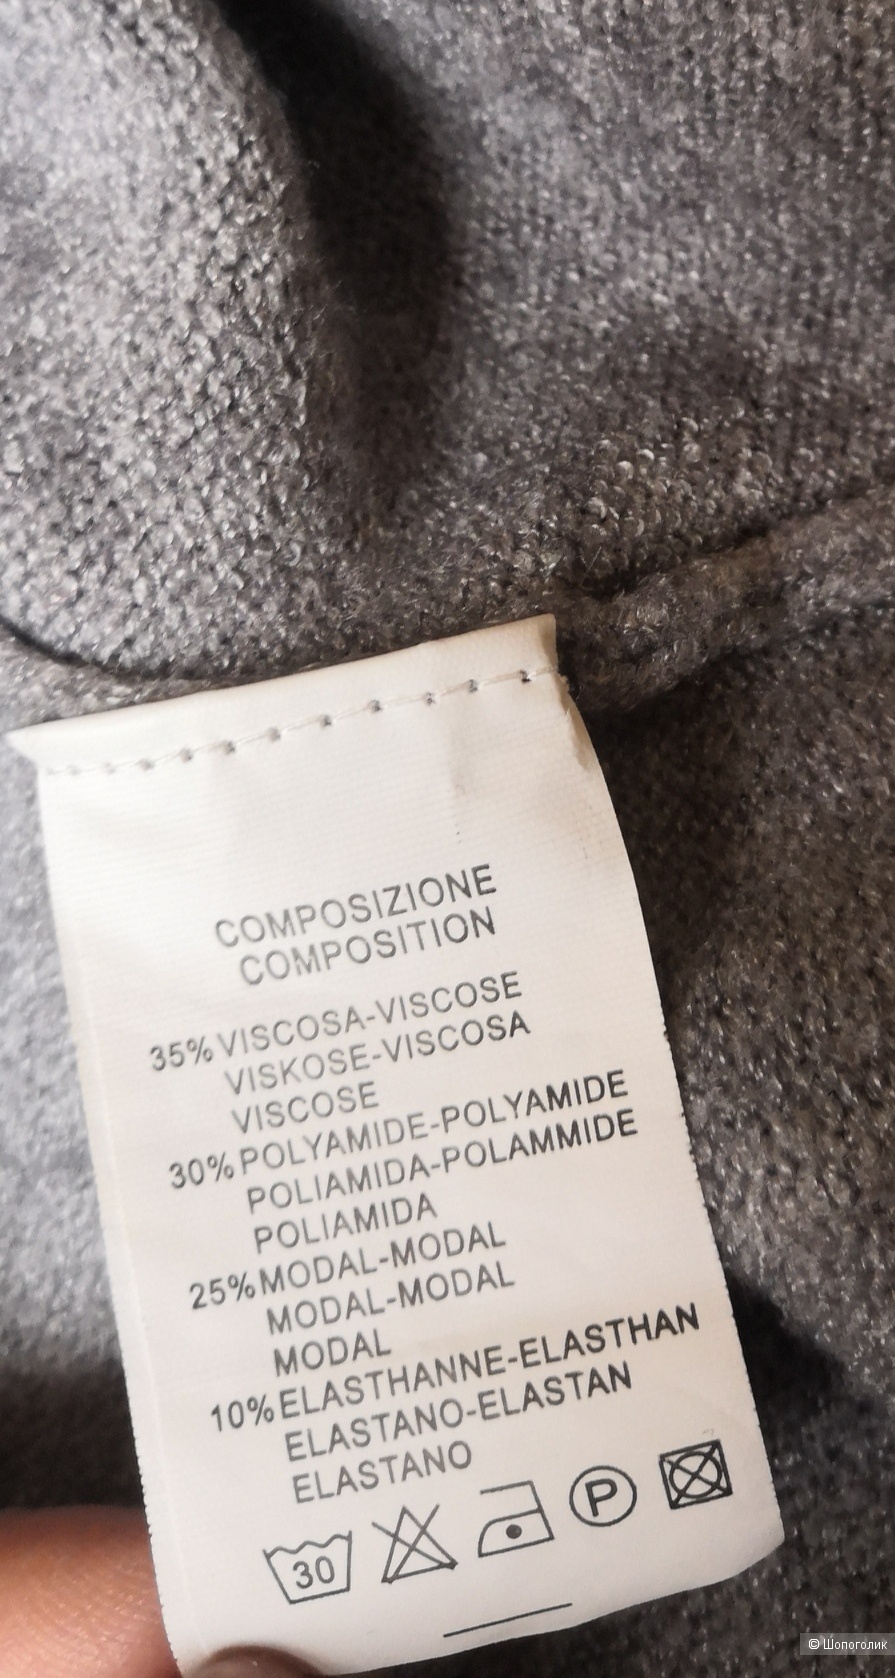 COMPOSIZIONE
COMPOSITION
35% VISCOSA-VISCOSE
VISKOSE-VISCOSA
VISCOSE
30% POLYAMIDE-POLYAMIDE
POLIAMIDA-POLAMMIDE
POLIAMIDA
25% MODAL-MODAL
MODAL-MODAL
MODAL
10% ELASTHANNE-ELASTHAN
ELASTANO-ELASTAN
ELASTANO
30 P
© Шопоголик